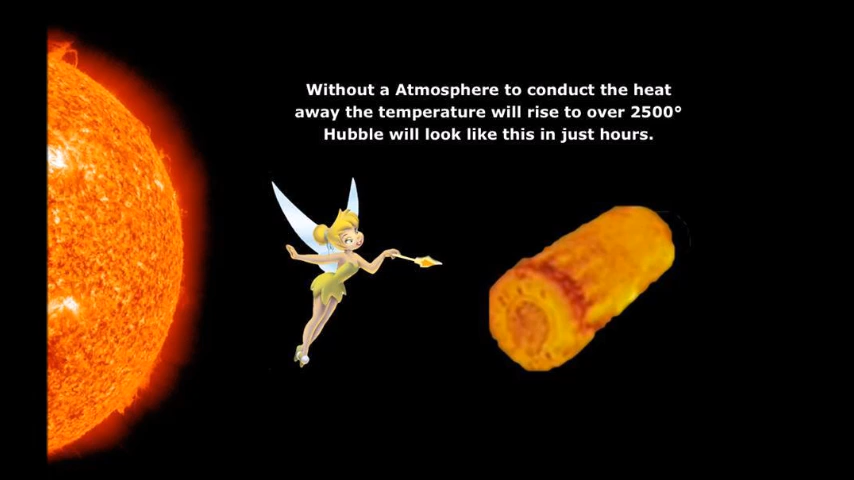 Without a Atmosphere to conduct the heat
away the temperature will rise to over 2500°
Hubble will look like this in just hours.